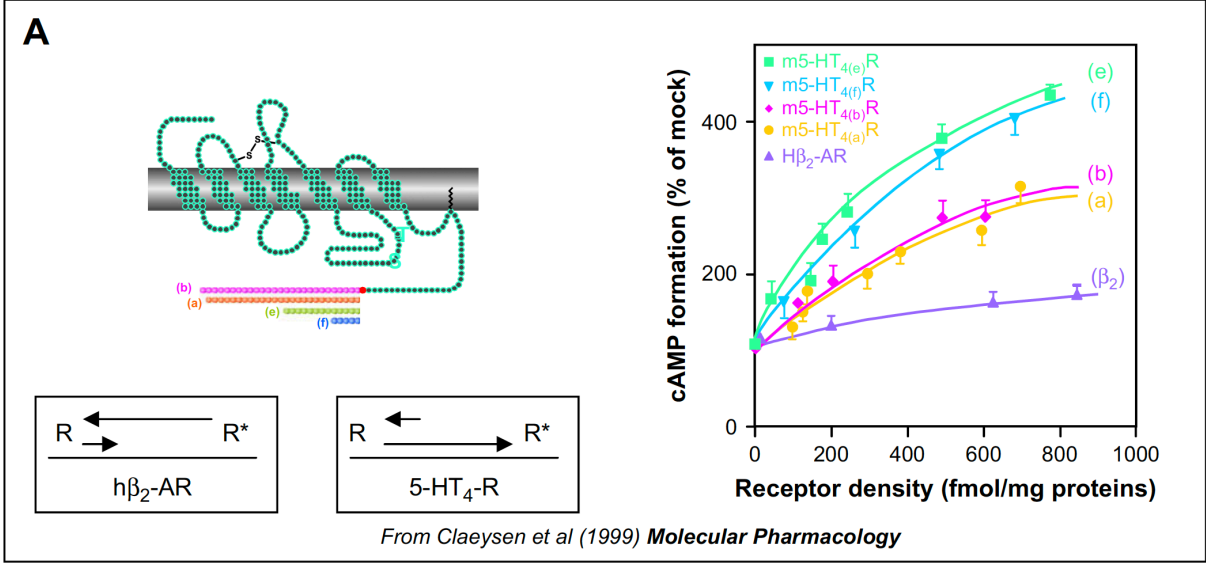 A
S
S
T
S
(b)
(a)
(e)
(f)
R R*
hβ₂-AR
R R*
5-HT₄-R
cAMP formation (% of mock)
400
200
0
m5-HT₄₍ₑ₎R
m5-HT₄(f)R
m5-HT₄(b)R
m5-HT₄₍ₐ₎R
Hβ₂-AR
(e)
(f)
(b)
(a)
(β₂)
0 200 400 600 800 1000
Receptor density (fmol/mg proteins)
From Claeysen et al (1999) Molecular Pharmacology